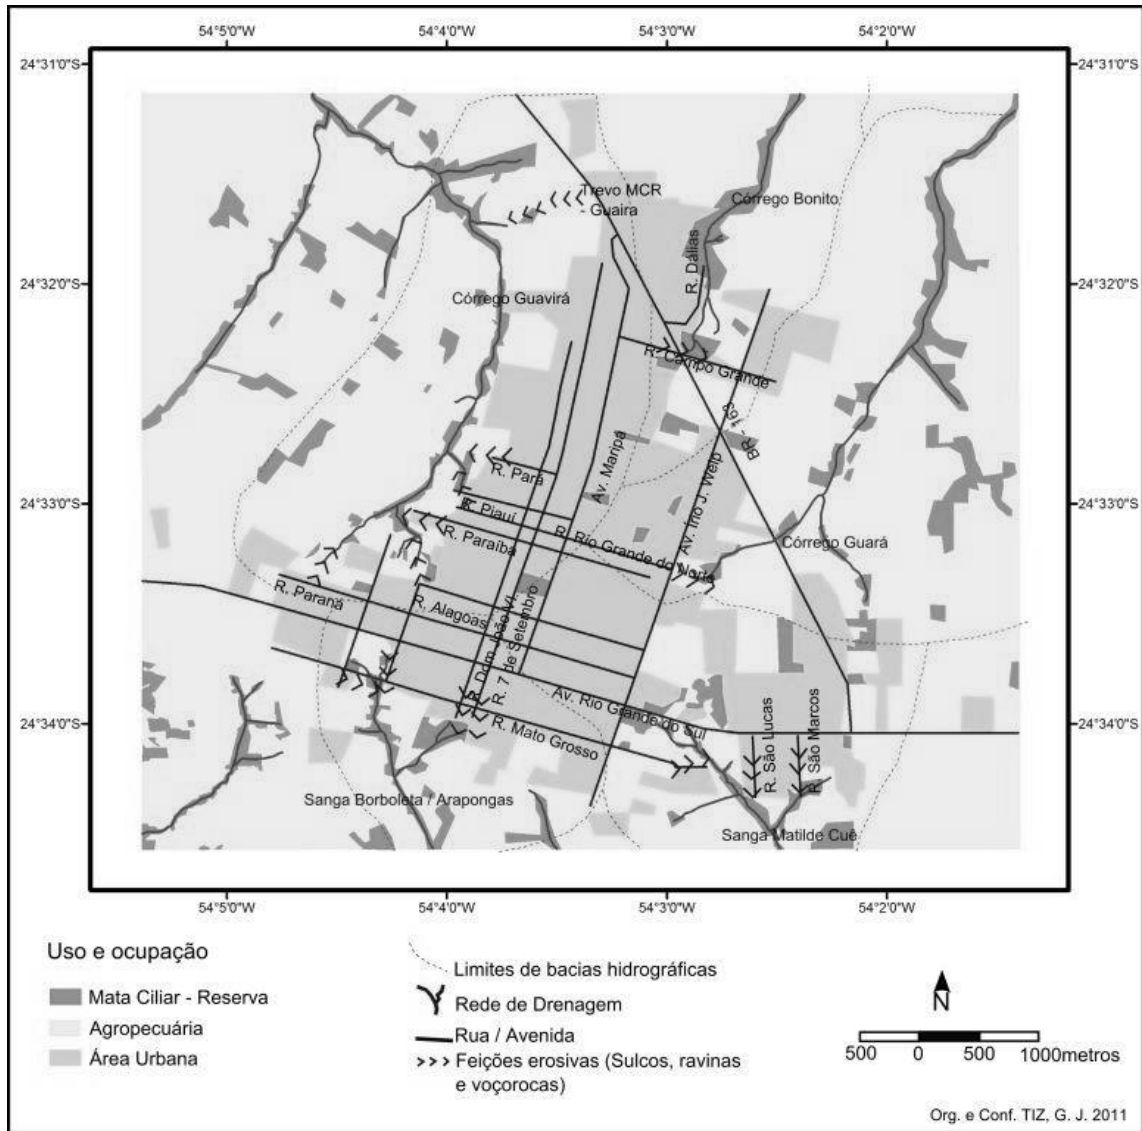 54°5'0"W 54°4'0"W 54°3'0"W 54°2'0"W
24°31'0"S 24°31'0"S
Trevo MCR
- Guaira
Córrego Bonito
R. Dálias
24°32'0"S 24°32'0"S
Córrego Guavirá
R. Campo Grande
BR - 163
Av. Maripá
R. Pará
Av. Írio J. Welp
24°33'0"S 24°33'0"S
R. Piauí
R. Paraíba
R. Rio Grande do Norte
Córrego Guará
R. Paraná
R. Alagoas
R. Dom João VI
R. 7 de Setembro
Av. Rio Grande do Sul
24°34'0"S 24°34'0"S
R. Mato Grosso
R. São Lucas
R. São Marcos
Sanga Borboleta / Arapongas
Sanga Matilde Cuê
54°5'0"W 54°4'0"W 54°3'0"W 54°2'0"W
Uso e ocupação
Mata Ciliar - Reserva
Agropecuária
Área Urbana
Limites de bacias hidrográficas
Rede de Drenagem
Rua / Avenida
Feições erosivas (Sulcos, ravinas
e voçorocas)
N
500 0 500 1000metros
Org. e Conf. TIZ, G. J. 2011